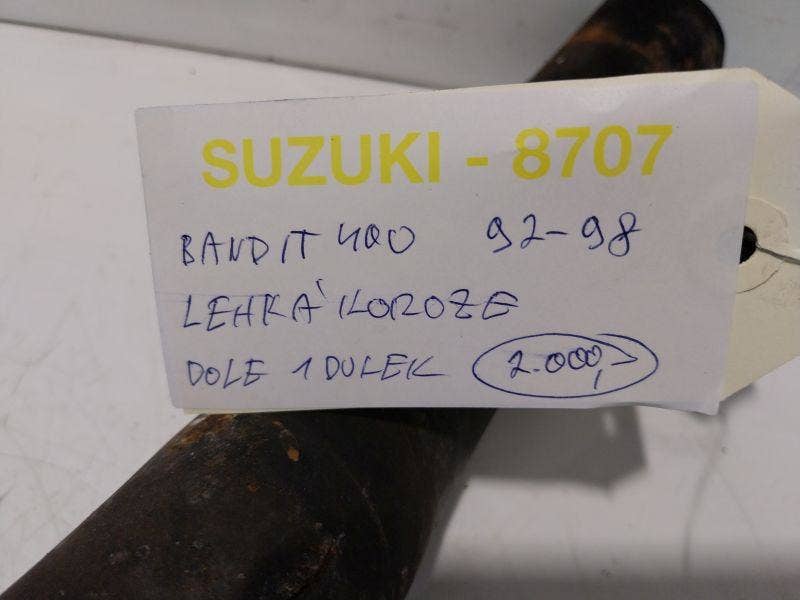 SUZUKI - 8707
BANDIT 400 92-98
LEHKÁ KOROZE
DOLE 1 DULEK 2.000,-